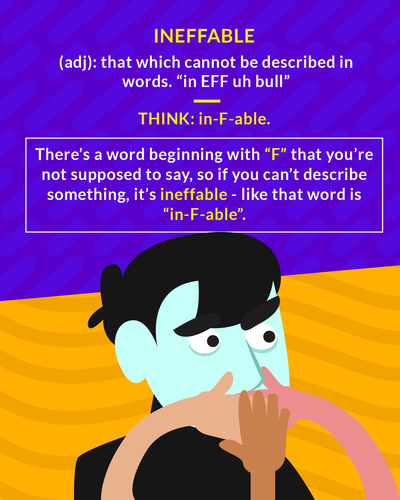 INEFFABLE
(adj): that which cannot be described in
words. “in EFF uh bull”
THINK: in-F-able.
There’s a word beginning with “F” that you’re
not supposed to say, so if you can’t describe
something, it’s ineffable - like that word is
“in-F-able”.